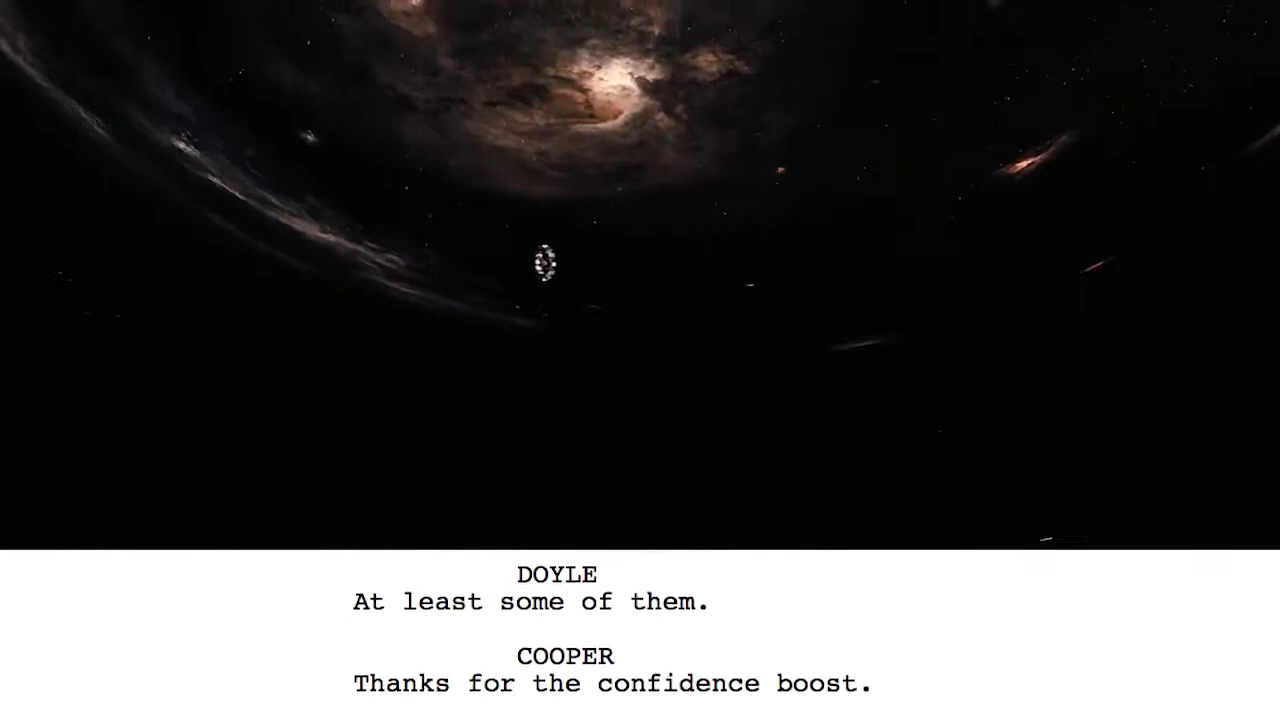 DOYLE
At least some of them.
COOPER
Thanks for the confidence boost.